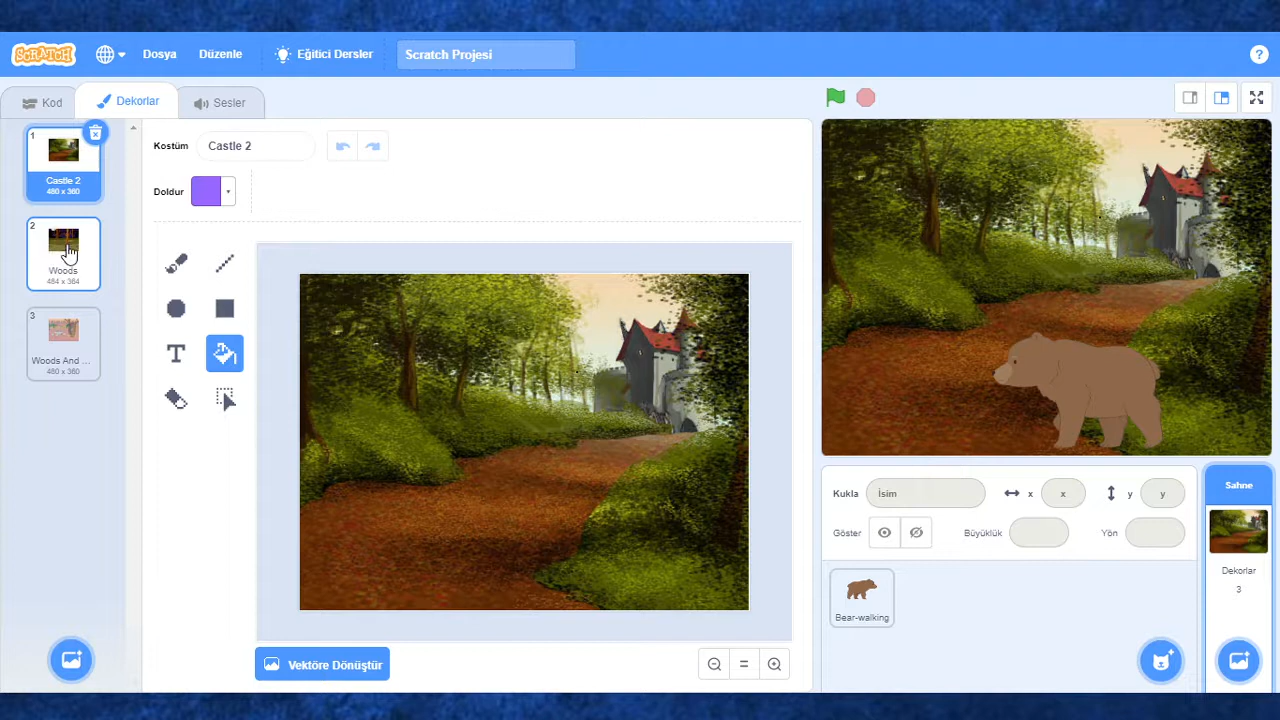 SCRATCH
Dosya
Düzenle
Eğitici Dersler
Scratch Projesi
?
Kod
Dekorlar
Sesler
1
Castle 2
480 x 360
2
Woods
484 x 364
3
Woods And ...
480 x 360
Kostüm
Castle 2
Doldur
T
Vektöre Dönüştür
Kukla
İsim
x
x
y
y
Göster
Büyüklük
Yön
Bear-walking
Sahne
Dekorlar
3